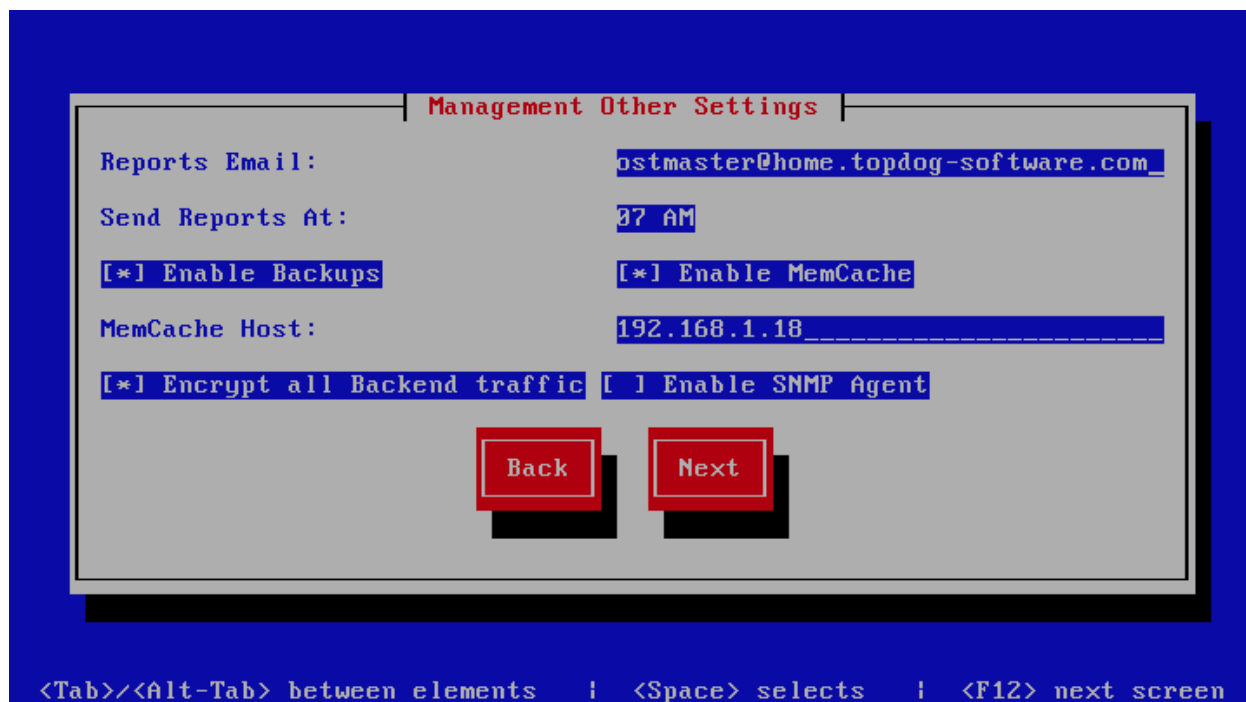 Management Other Settings
Reports Email: ostmaster@home.topdog-software.com_
Send Reports At: 07 AM
[*] Enable Backups [*] Enable MemCache
MemCache Host: 192.168.1.18_______________________
[*] Encrypt all Backend traffic [ ] Enable SNMP Agent
Back Next
<Tab>/<Alt-Tab> between elements | <Space> selects | <F12> next screen